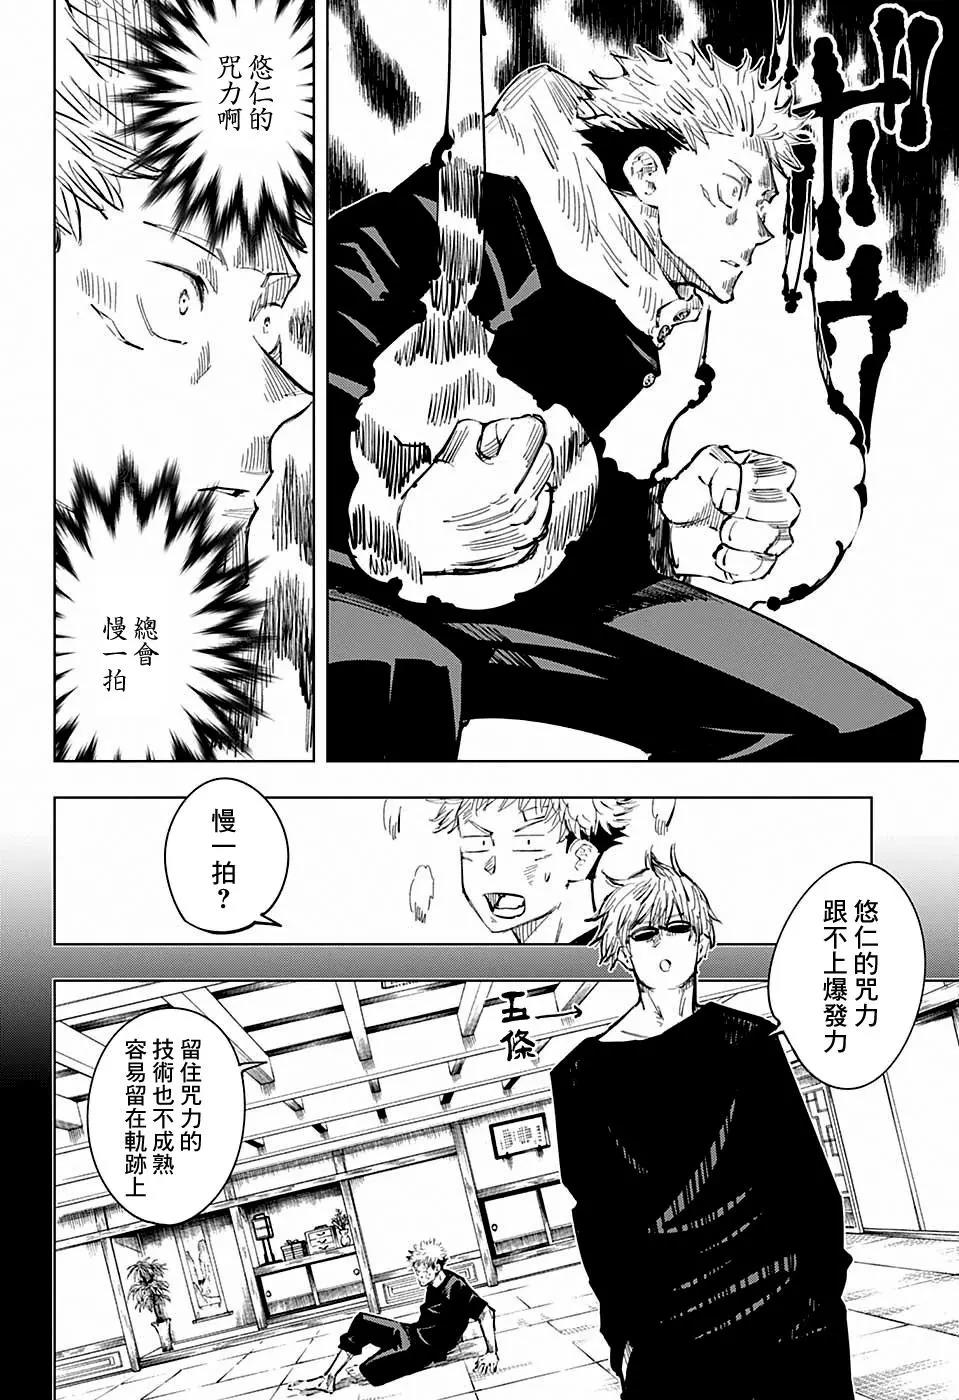 悠仁的
咒力啊
總會
慢一拍
悠仁的咒力
跟不上爆發力
慢一拍?
五條
留住咒力的
技術也不成熟
容易留在軌跡上